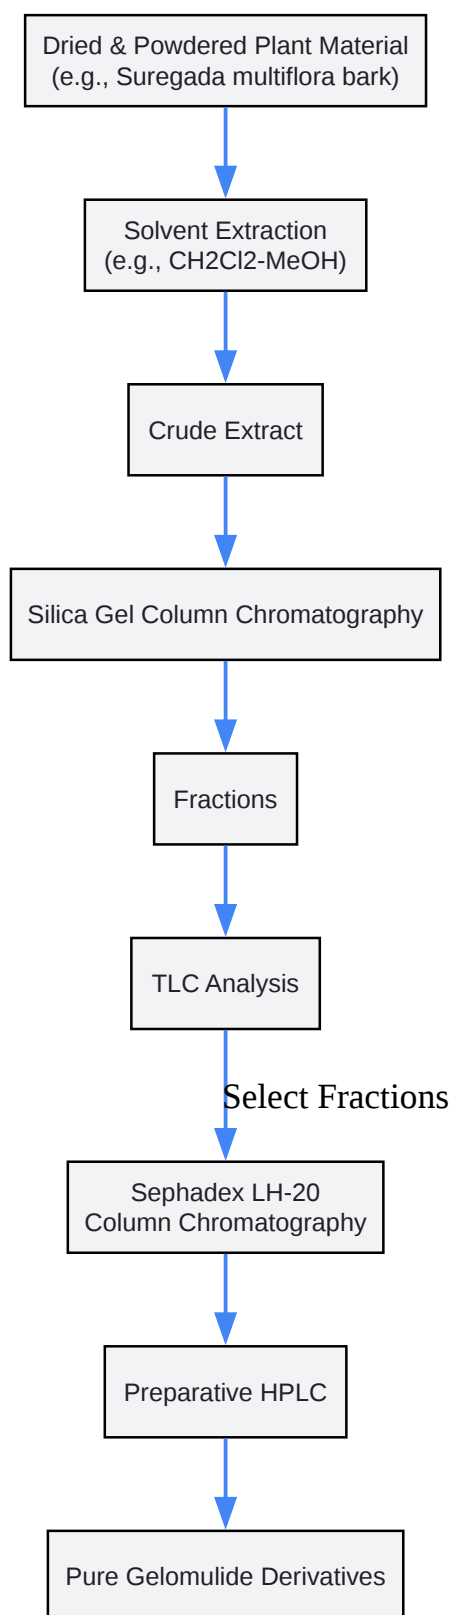 Dried & Powdered Plant Material
(e.g., Suregada multiflora bark)
Solvent Extraction
(e.g., CH2Cl2-MeOH)
Crude Extract
Silica Gel Column Chromatography
Fractions
TLC Analysis
Select Fractions
Sephadex LH-20
Column Chromatography
Preparative HPLC
Pure Gelomulide Derivatives